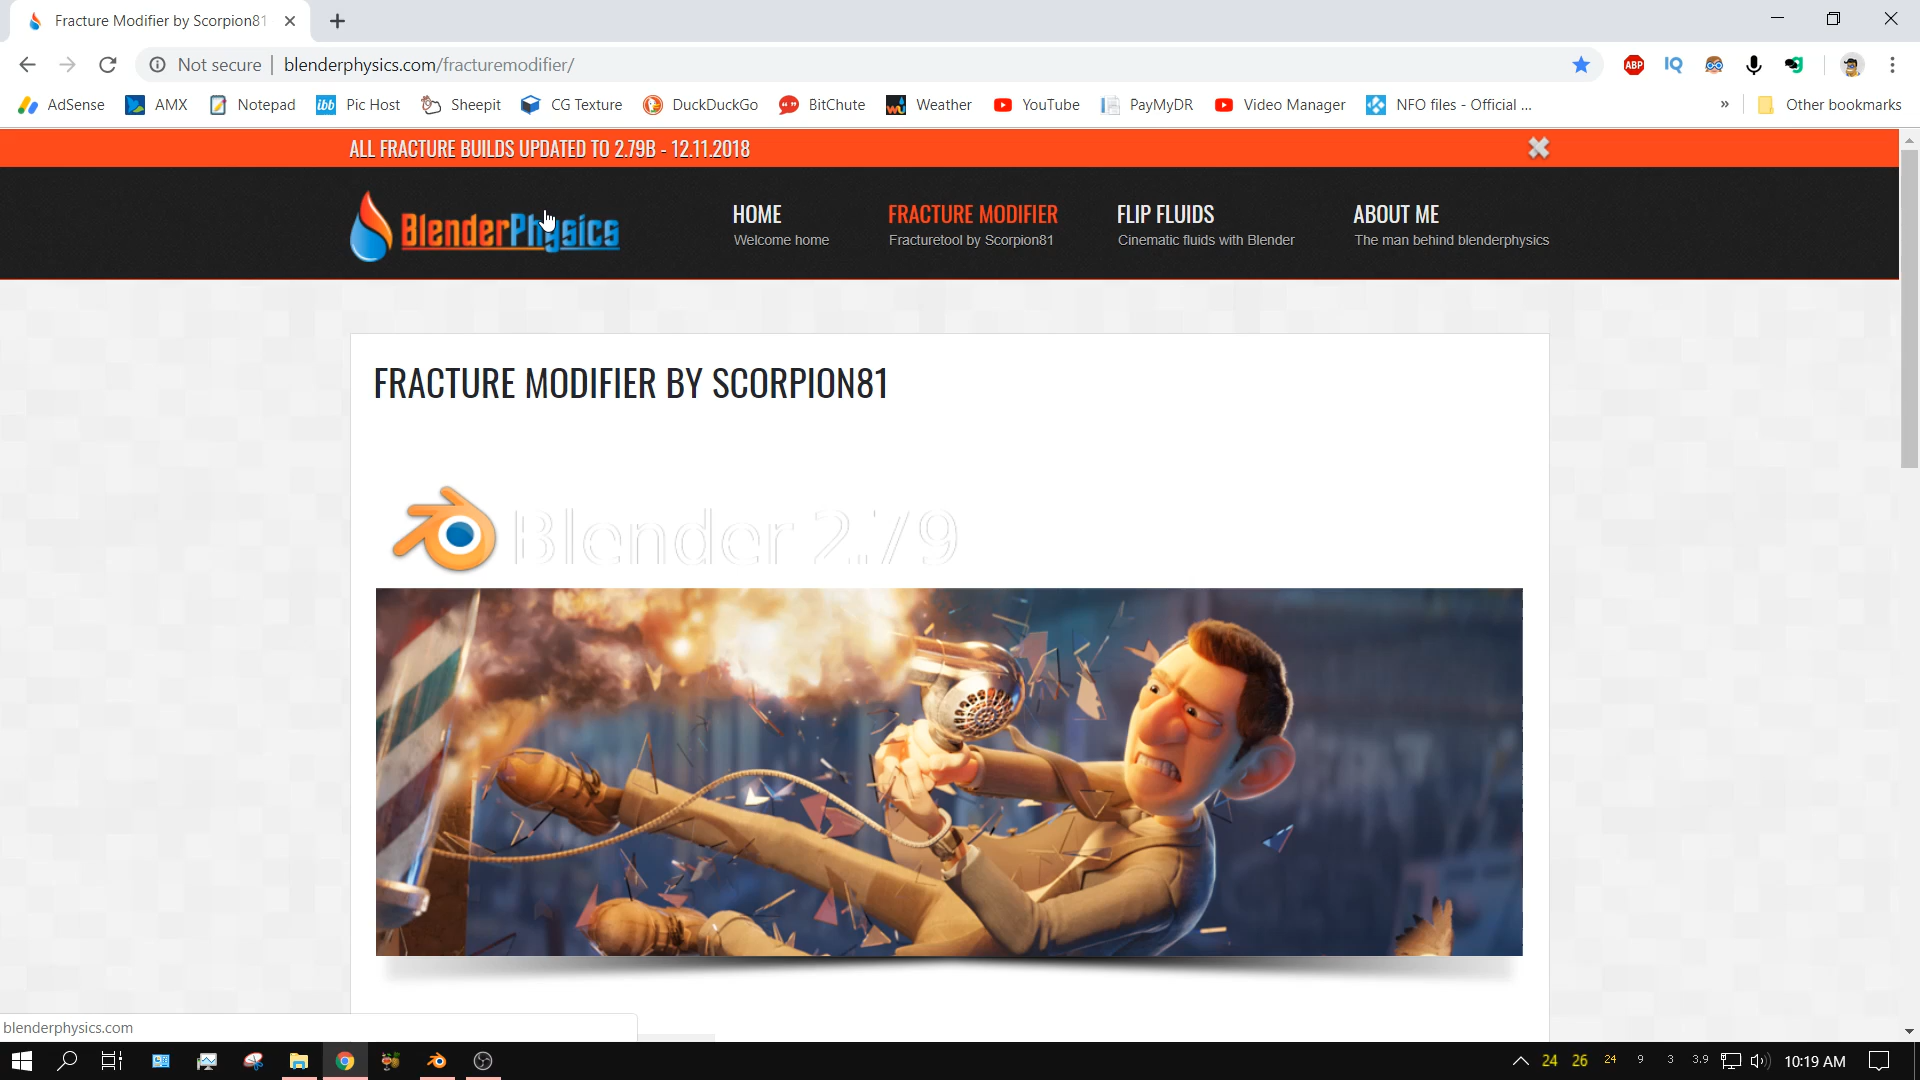 Fracture Modifier by Scorpion81
Not secure
blenderphysics.com/fracturemodifier/
ABP
IQ
AdSense
AMX
Notepad
ibb
Pic Host
Sheepit
CG Texture
DuckDuckGo
BitChute
Weather
YouTube
PayMyDR
Video Manager
NFO files - Official ...
»
Other bookmarks
ALL FRACTURE BUILDS UPDATED TO 2.79B - 12.11.2018
BlenderPhysics
HOME
Welcome home
FRACTURE MODIFIER
Fracturetool by Scorpion81
FLIP FLUIDS
Cinematic fluids with Blender
ABOUT ME
The man behind blenderphysics
FRACTURE MODIFIER BY SCORPION81
Blender 2.79
blenderphysics.com
24 26 24 9 3 3.9
10:19 AM